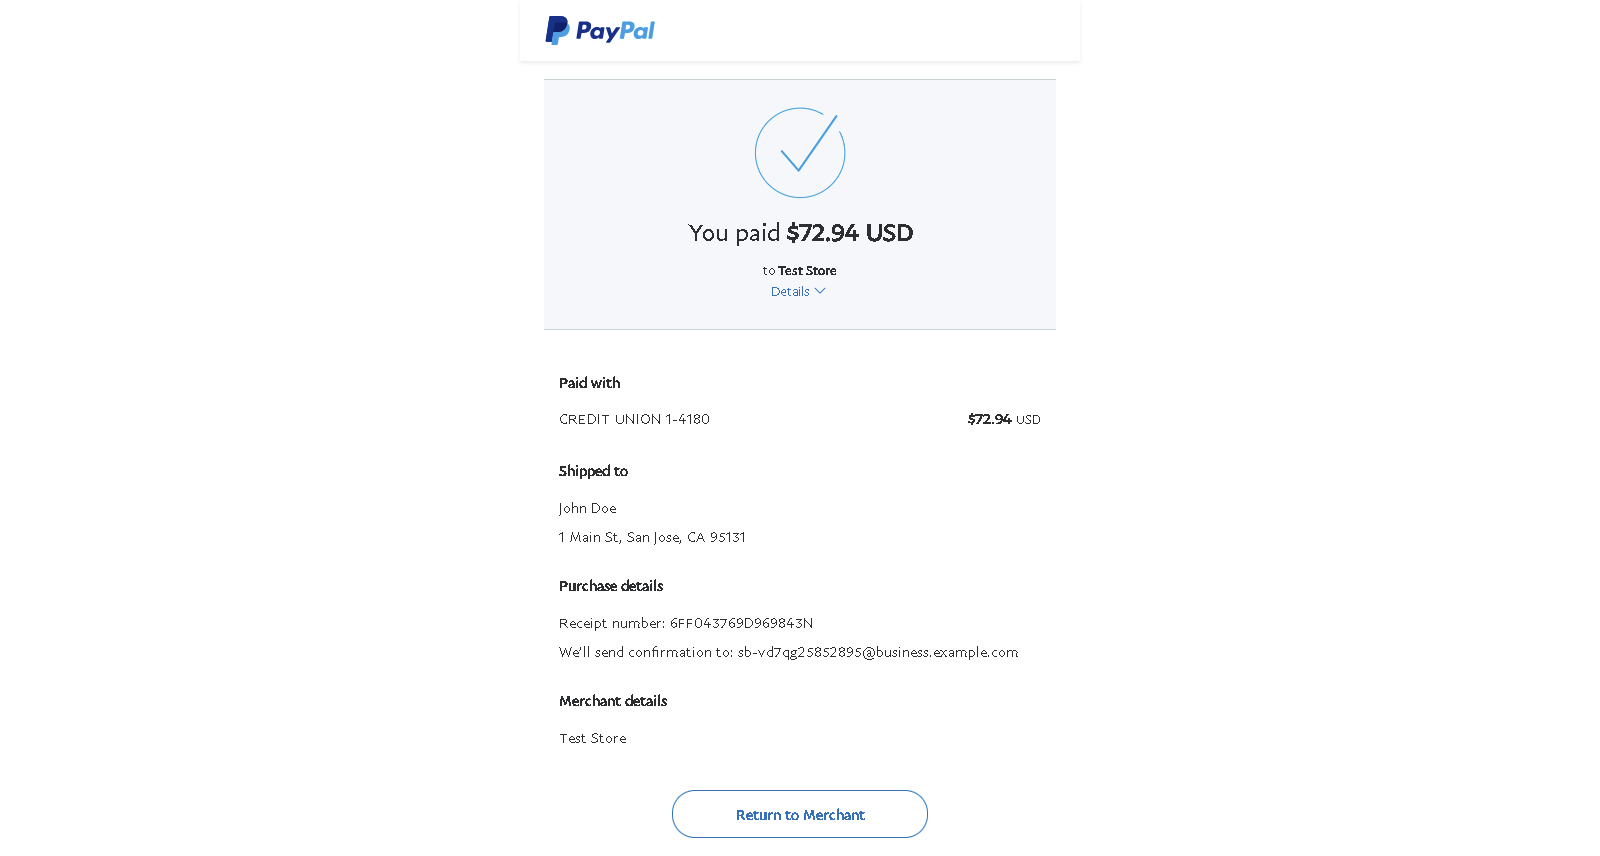 PayPal
You paid $72.94 USD
to Test Store
Details
Paid with
CREDIT UNION 1-4180 $72.94 USD
Shipped to
John Doe
1 Main St, San Jose, CA 95131
Purchase details
Receipt number: 6FF043769D969843N
We'll send confirmation to: sb-vd7qg25852895@business.example.com
Merchant details
Test Store
Return to Merchant